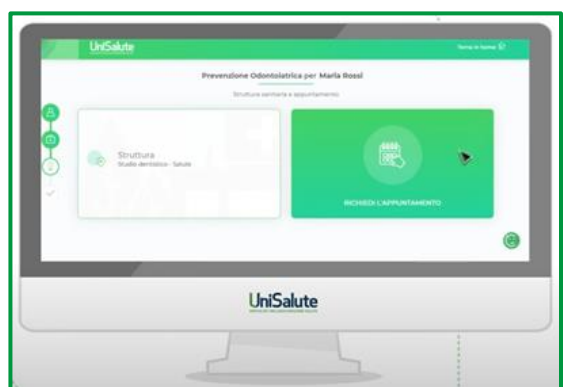 UniSalute
Torna in home
Prevenzione Odontoiatrica per Maria Rossi
Struttura sanitaria e appuntamento
Struttura
Studio dentistico - Salute
RICHIEDI L'APPUNTAMENTO
UniSalute